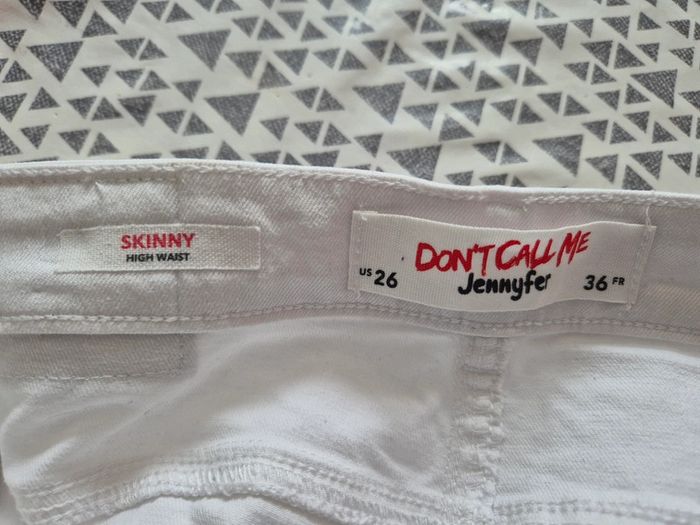 SKINNY
HIGH WAIST
DON'T CALL ME
Jennyfer
US 26
36 FR